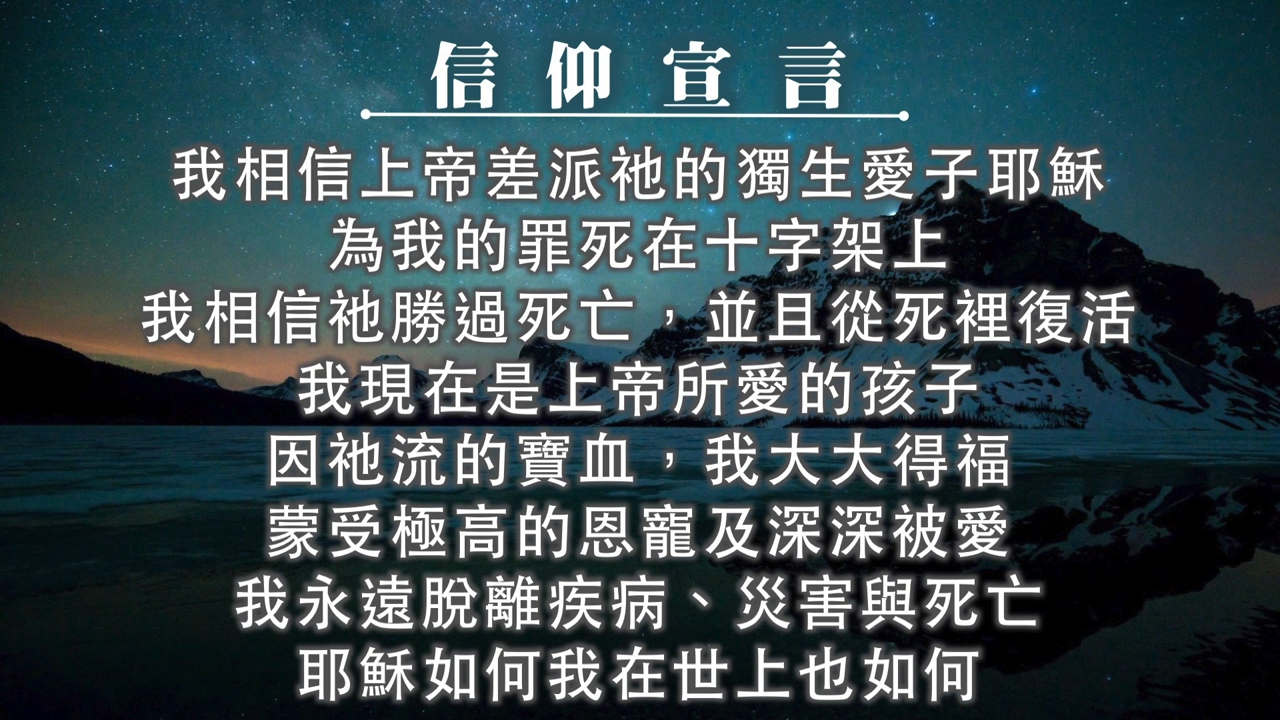 信仰宣言
我相信上帝差派祂的獨生愛子耶穌
為我的罪死在十字架上
我相信祂勝過死亡，並且從死裡復活
我現在是上帝所愛的孩子
因祂流的寶血，我大大得福
蒙受極高的恩寵及深深被愛
我永遠脫離疾病、災害與死亡
耶穌如何我在世上也如何